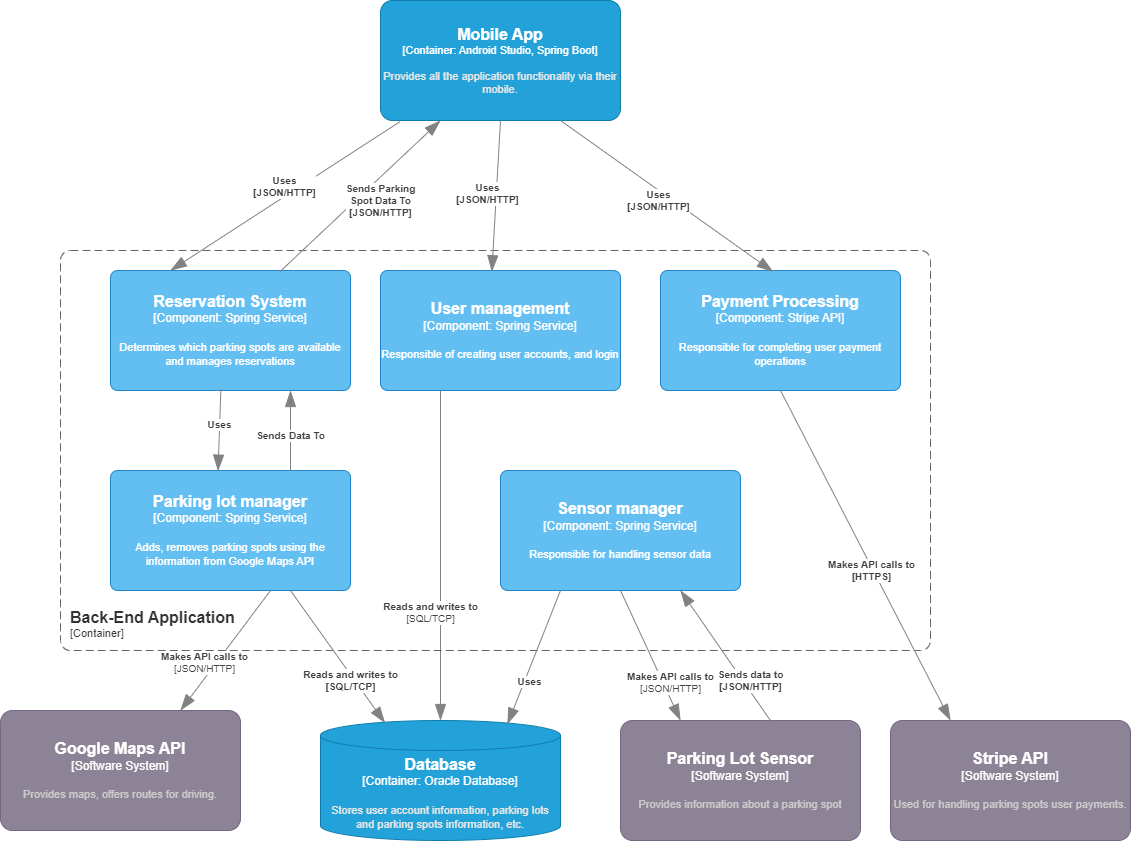 Mobile App
[Container: Android Studio, Spring Boot]
Provides all the application functionality via their
mobile.
Uses
[JSON/HTTP]
Sends Parking
Spot Data To
[JSON/HTTP]
Uses
[JSON/HTTP]
Uses
[JSON/HTTP]
Reservation System
[Component: Spring Service]
Determines which parking spots are available
and manages reservations
User management
[Component: Spring Service]
Responsible of creating user accounts, and login
Payment Processing
[Component: Stripe API]
Responsible for completing user payment
operations
Uses
Sends Data To
Parking lot manager
[Component: Spring Service]
Adds, removes parking spots using the
information from Google Maps API
Sensor manager
[Component: Spring Service]
Responsible for handling sensor data
Makes API calls to
[HTTPS]
Reads and writes to
[SQL/TCP]
Back-End Application
[Container]
Makes API calls to
[JSON/HTTP]
Reads and writes to
[SQL/TCP]
Uses
Makes API calls to
[JSON/HTTP]
Sends data to
[JSON/HTTP]
Google Maps API
[Software System]
Provides maps, offers routes for driving.
Database
[Container: Oracle Database]
Stores user account information, parking lots
and parking spots information, etc.
Parking Lot Sensor
[Software System]
Provides information about a parking spot
Stripe API
[Software System]
Used for handling parking spots user payments.